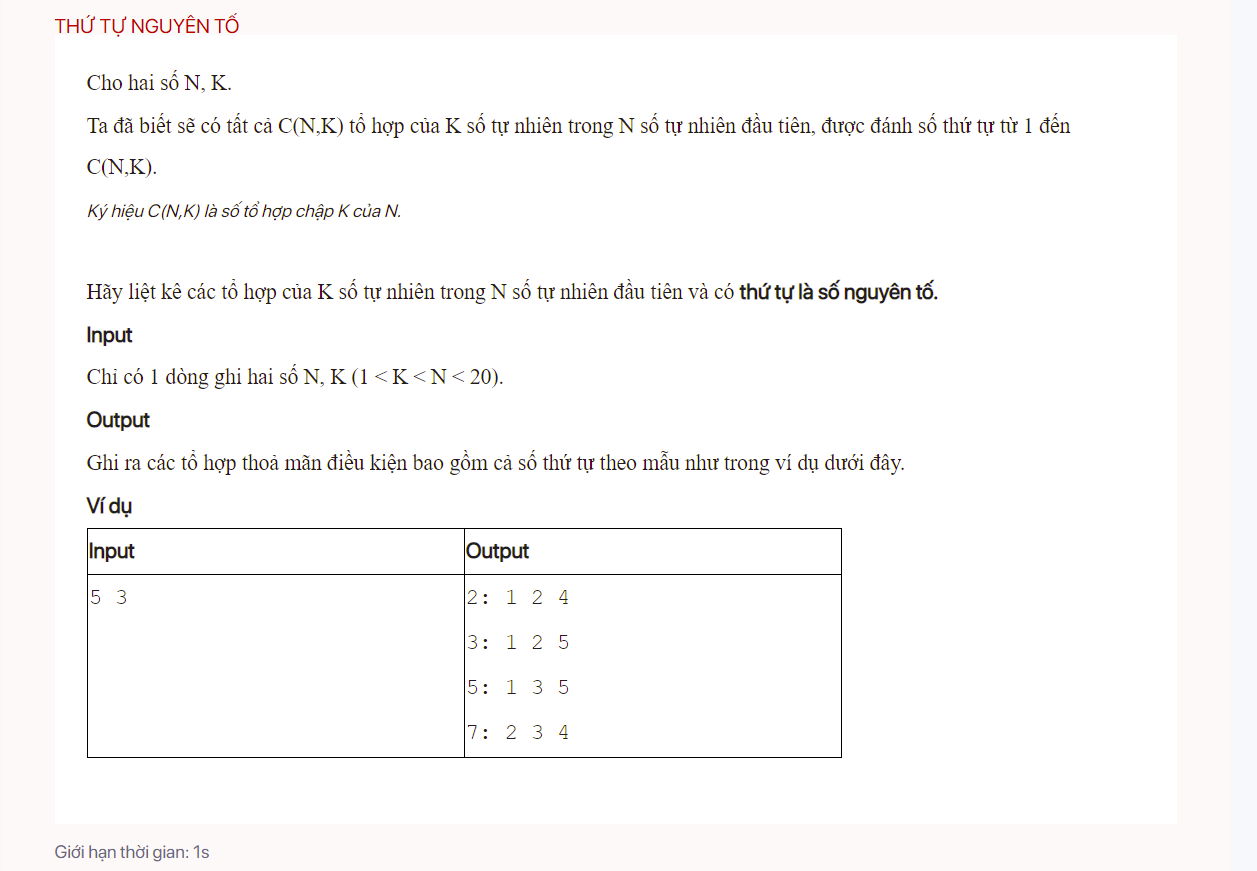 THỨ TỰ NGUYÊN TỐ
Cho hai số N, K.
Ta đã biết sẽ có tất cả C(N,K) tổ hợp của K số tự nhiên trong N số tự nhiên đầu tiên, được đánh số thứ tự từ 1 đến
C(N,K).
Ký hiệu C(N,K) là số tổ hợp chập K của N.
Hãy liệt kê các tổ hợp của K số tự nhiên trong N số tự nhiên đầu tiên và có thứ tự là số nguyên tố.
Input
Chỉ có 1 dòng ghi hai số N, K (1 < K < N < 20).
Output
Ghi ra các tổ hợp thoả mãn điều kiện bao gồm cả số thứ tự theo mẫu như trong ví dụ dưới đây.
Ví dụ
Input Output
5 3 2: 1 2 4
3: 1 2 5
5: 1 3 5
7: 2 3 4
Giới hạn thời gian: 1s